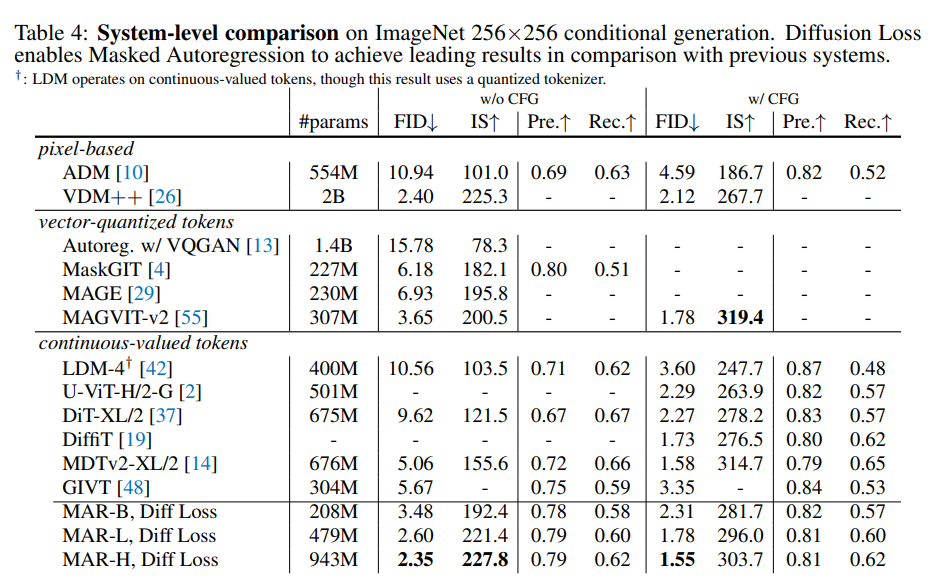 Table 4: System-level comparison on ImageNet 256×256 conditional generation. Diffusion Loss
enables Masked Autoregression to achieve leading results in comparison with previous systems.
†: LDM operates on continuous-valued tokens, though this result uses a quantized tokenizer.
w/o CFG w/ CFG
#params FID↓ IS↑ Pre.↑ Rec.↑ FID↓ IS↑ Pre.↑ Rec.↑
pixel-based
ADM [10] 554M 10.94 101.0 0.69 0.63 4.59 186.7 0.82 0.52
VDM++ [26] 2B 2.40 225.3 - - 2.12 267.7 - -
vector-quantized tokens
Autoreg. w/ VQGAN [13] 1.4B 15.78 78.3 - - - - - -
MaskGIT [4] 227M 6.18 182.1 0.80 0.51 - - - -
MAGE [29] 230M 6.93 195.8 - - - - - -
MAGVIT-v2 [55] 307M 3.65 200.5 - - 1.78 319.4 - -
continuous-valued tokens
LDM-4† [42] 400M 10.56 103.5 0.71 0.62 3.60 247.7 0.87 0.48
U-ViT-H/2-G [2] 501M - - - - 2.29 263.9 0.82 0.57
DiT-XL/2 [37] 675M 9.62 121.5 0.67 0.67 2.27 278.2 0.83 0.57
DiffiT [19] - - - - - 1.73 276.5 0.80 0.62
MDTv2-XL/2 [14] 676M 5.06 155.6 0.72 0.66 1.58 314.7 0.79 0.65
GIVT [48] 304M 5.67 - 0.75 0.59 3.35 - 0.84 0.53
MAR-B, Diff Loss 208M 3.48 192.4 0.78 0.58 2.31 281.7 0.82 0.57
MAR-L, Diff Loss 479M 2.60 221.4 0.79 0.60 1.78 296.0 0.81 0.60
MAR-H, Diff Loss 943M 2.35 227.8 0.79 0.62 1.55 303.7 0.81 0.62